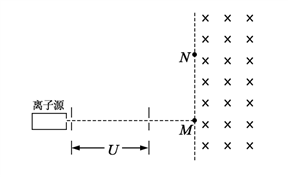 × × ×
× × ×
N × × ×
× × ×
× × ×
离子源
M × × ×
U × × ×